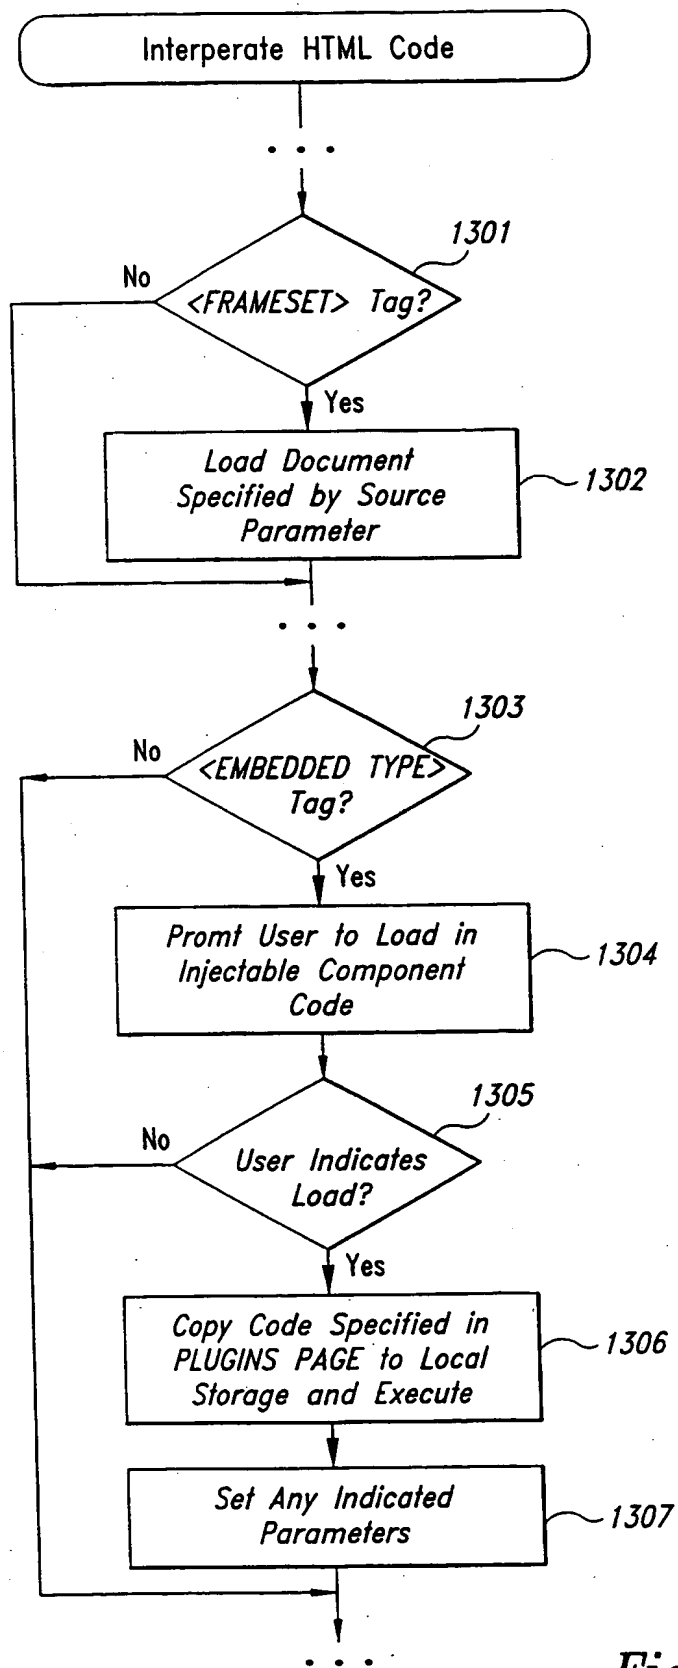 Interperate HTML Code
1301
No
<FRAMESET> Tag?
Yes
Load Document
Specified by Source
Parameter
1302
1303
No
<EMBEDDED TYPE>
Tag?
Yes
Promt User to Load in
Injectable Component
Code
1304
1305
No
User Indicates
Load?
Yes
Copy Code Specified in
PLUGINS PAGE to Local
Storage and Execute
1306
Set Any Indicated
Parameters
1307